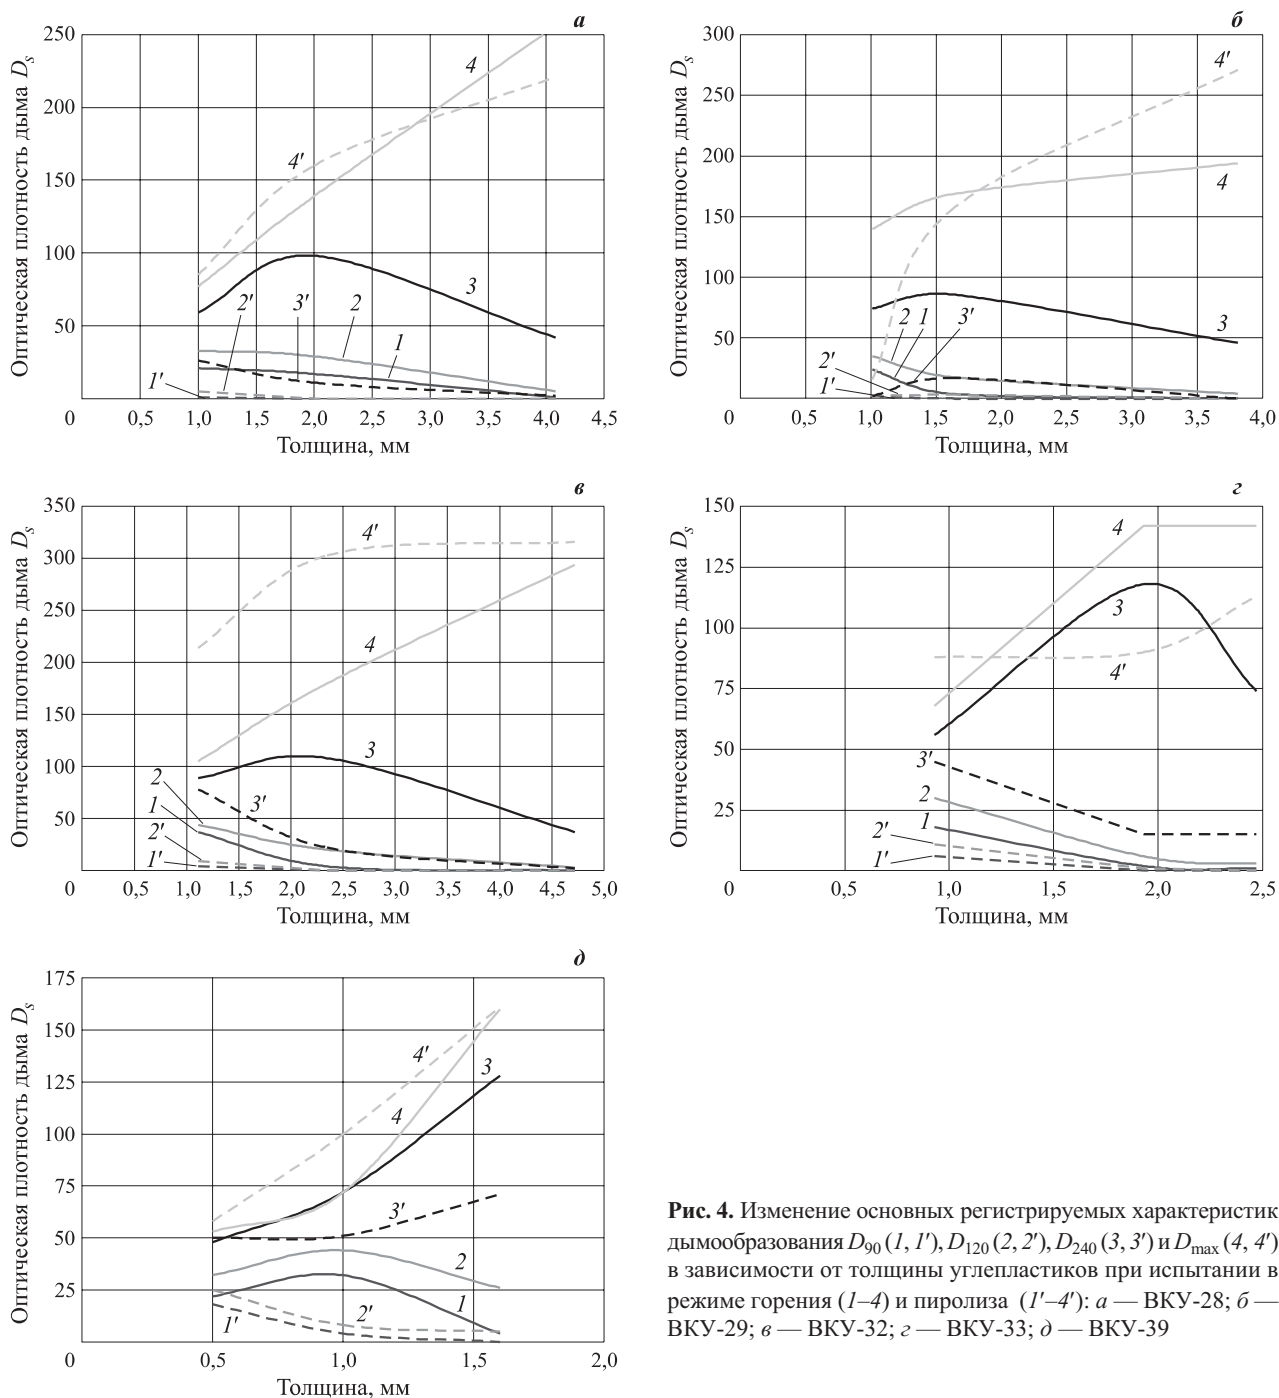 а
Оптическая плотность дыма Ds
250
200
150
100
50
0
0,5 1,0 1,5 2,0 2,5 3,0 3,5 4,0 4,5
Толщина, мм
4
4′
3
2′ 3′ 2 1
1′
б
Оптическая плотность дыма Ds
300
250
200
150
100
50
0
0,5 1,0 1,5 2,0 2,5 3,0 3,5 4,0
Толщина, мм
4′
4
2 1 3′ 3
2′
1′
в
Оптическая плотность дыма Ds
350
300
250
200
150
100
50
0
0,5 1,0 1,5 2,0 2,5 3,0 3,5 4,0 4,5 5,0
Толщина, мм
4′
4
3
2
1 3′
2′
1′
г
Оптическая плотность дыма Ds
150
125
100
75
50
25
0
0,5 1,0 1,5 2,0 2,5
Толщина, мм
4
3
4′
3′
2
1
2′
1′
д
Оптическая плотность дыма Ds
175
150
125
100
75
50
25
0
0,5 1,0 1,5 2,0
Толщина, мм
4′ 3
4
3′
2
1
1′ 2′
Рис. 4. Изменение основных регистрируемых характеристик
дымообразования D90 (1, 1′), D120 (2, 2′), D240 (3, 3′) и Dmax (4, 4′)
в зависимости от толщины углепластиков при испытании в
режиме горения (1–4) и пиролиза (1′–4′): а — ВКУ-28; б —
ВКУ-29; в — ВКУ-32; г — ВКУ-33; д — ВКУ-39